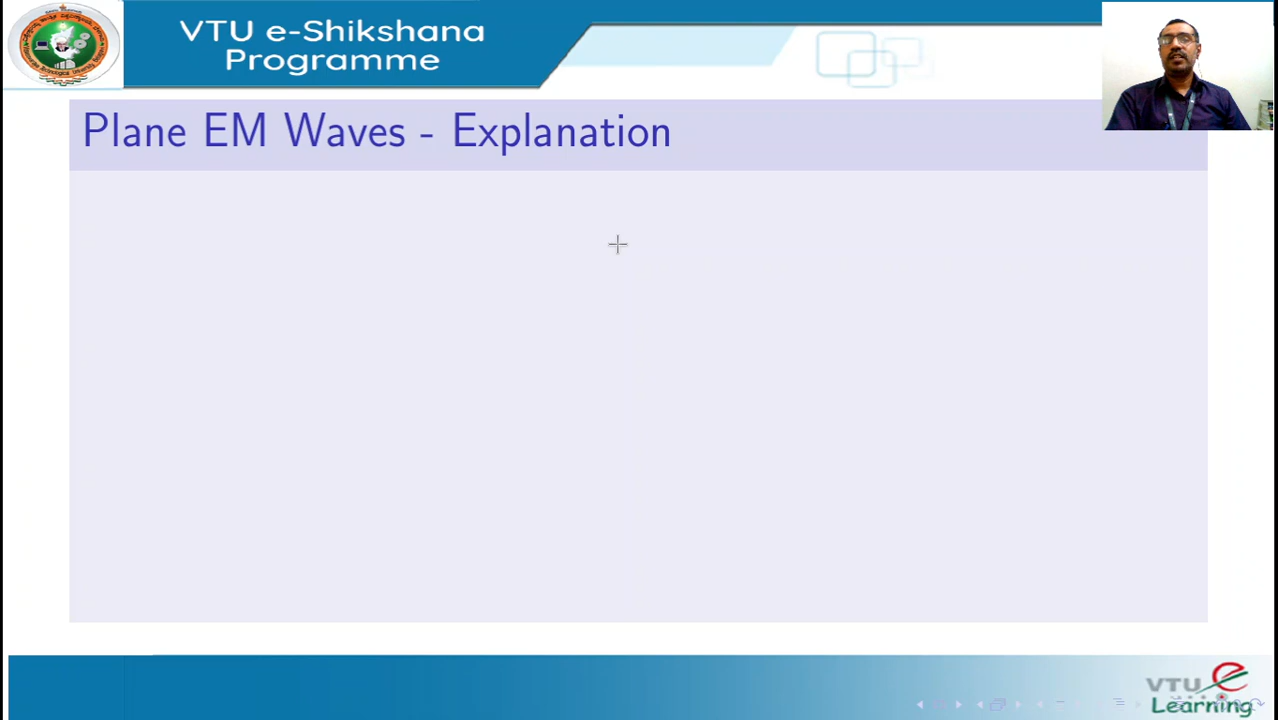 VTU e-Shikshana
Programme
Plane EM Waves - Explanation
VTU e
Learning